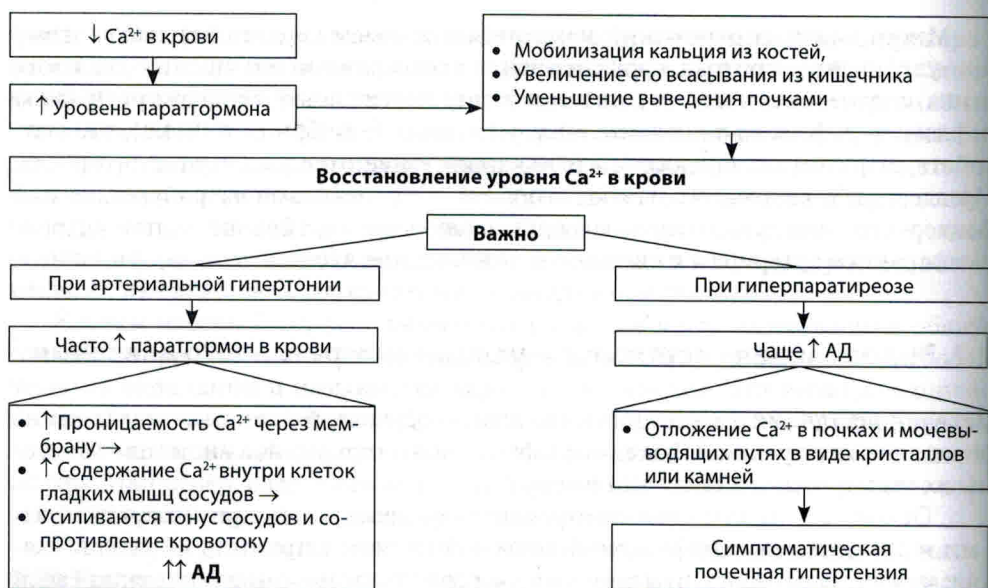 ↓ Ca²⁺ в крови
↑ Уровень паратгормона
• Мобилизация кальция из костей,
• Увеличение его всасывания из кишечника
• Уменьшение выведения почками
Восстановление уровня Ca²⁺ в крови
Важно
При артериальной гипертонии
Часто ↑ паратгормон в крови
• ↑ Проницаемость Ca²⁺ через мем-
брану →
• ↑ Содержание Ca²⁺ внутри клеток
гладких мышц сосудов →
• Усиливаются тонус сосудов и со-
противление кровотоку
↑↑ АД
При гиперпаратиреозе
Чаще ↑ АД
• Отложение Ca²⁺ в почках и мочевы-
водящих путях в виде кристаллов
или камней
Симптоматическая
почечная гипертензия